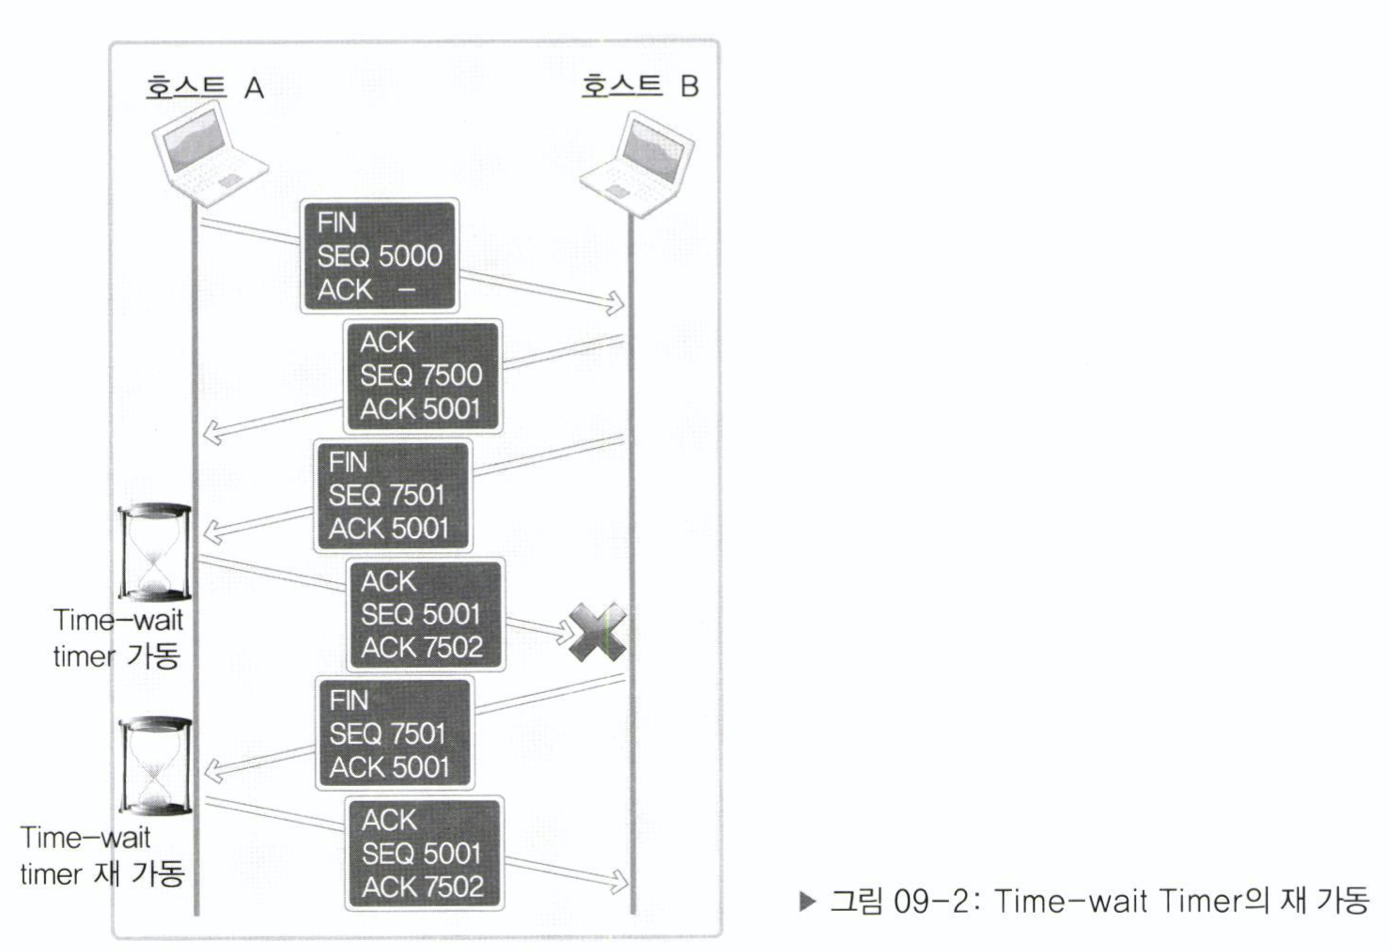 호스트 A
호스트 B
FIN
SEQ 5000
ACK –
ACK
SEQ 7500
ACK 5001
FIN
SEQ 7501
ACK 5001
Time-wait
timer 가동
ACK
SEQ 5001
ACK 7502
FIN
SEQ 7501
ACK 5001
Time-wait
timer 재 가동
ACK
SEQ 5001
ACK 7502
▶ 그림 09-2: Time-wait Timer의 재 가동